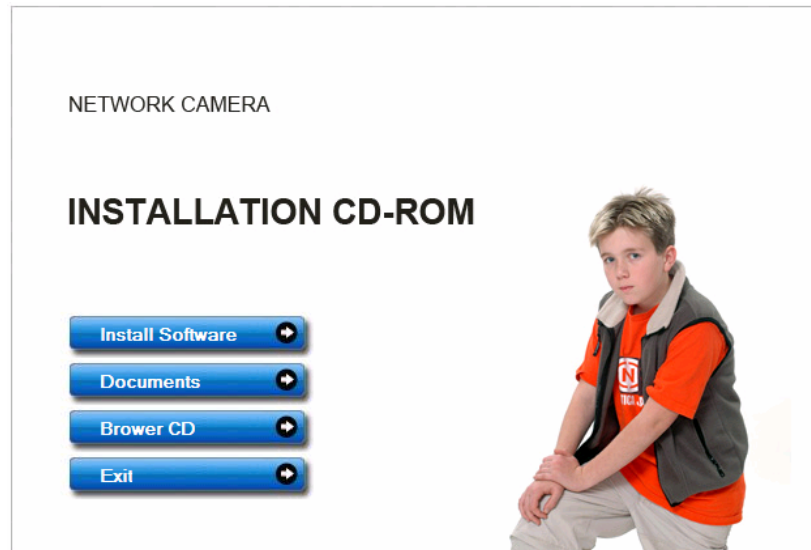 NETWORK CAMERA
INSTALLATION CD-ROM
Install Software
Documents
Brower CD
Exit
N